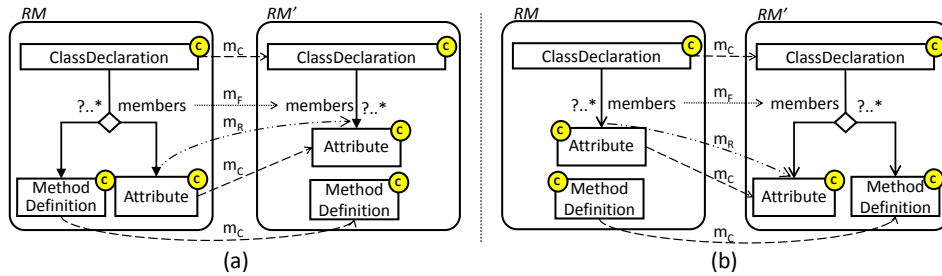 RM
RM'
C
ClassDeclaration
m_C
C
ClassDeclaration
?..*
members
m_F
members
?..*
m_R
C
Attribute
m_C
C
Method
Definition
C
Attribute
C
Method
Definition
m_C
(a)
RM
RM'
C
ClassDeclaration
m_C
C
ClassDeclaration
?..*
members
m_F
members
?..*
C
Attribute
m_R
m_C
C
Method
Definition
C
Attribute
C
Method
Definition
m_C
(b)